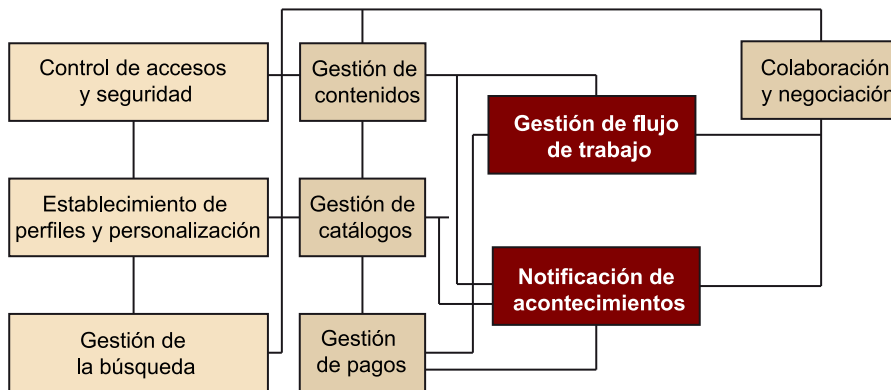 Control de accesos
y seguridad
Gestión de
contenidos
Colaboración
y negociación
Gestión de flujo
de trabajo
Establecimiento de
perfiles y personalización
Gestión de
catálogos
Notificación de
acontecimientos
Gestión de
la búsqueda
Gestión
de pagos